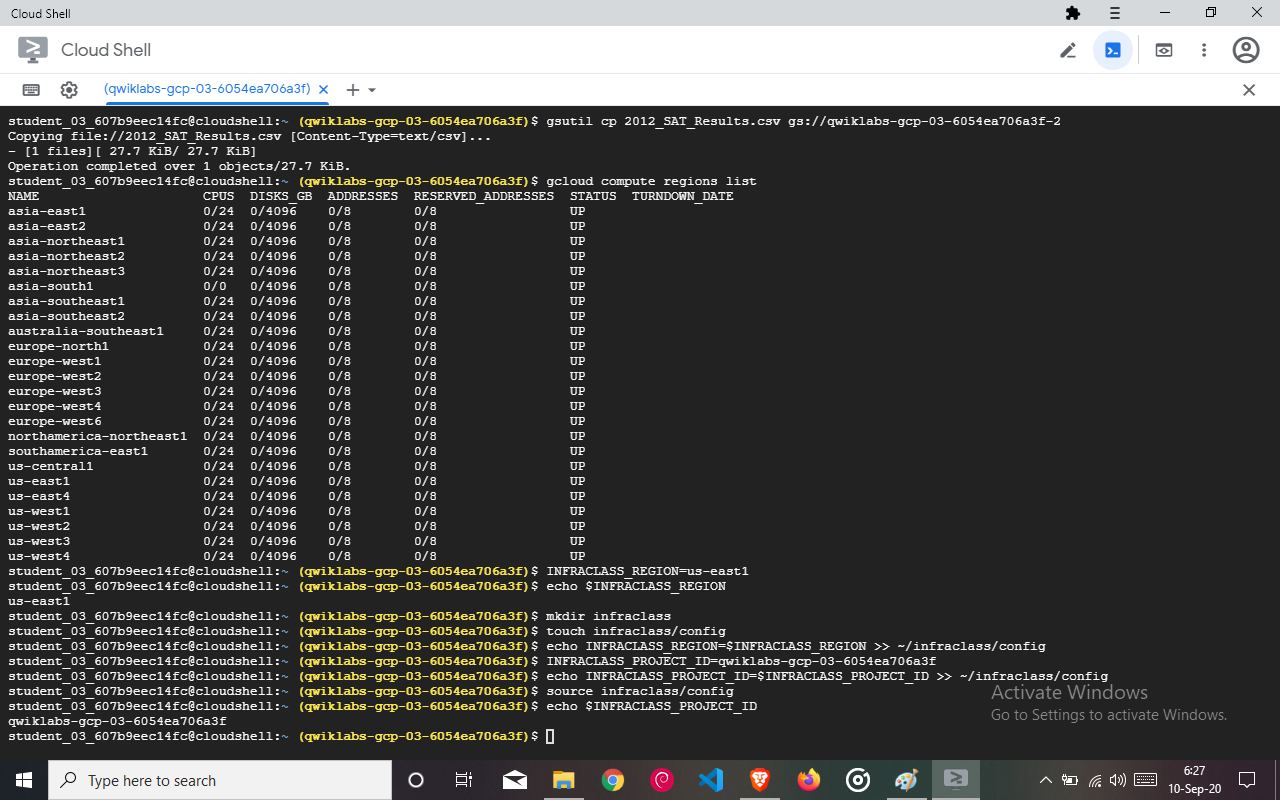 Cloud Shell
Cloud Shell
(qwiklabs-gcp-03-6054ea706a3f)
student_03_607b9eec14fc@cloudshell:~ (qwiklabs-gcp-03-6054ea706a3f)$ gsutil cp 2012_SAT_Results.csv gs://qwiklabs-gcp-03-6054ea706a3f-2
Copying file://2012_SAT_Results.csv [Content-Type=text/csv]...
- [1 files][ 27.7 KiB/ 27.7 KiB]
Operation completed over 1 objects/27.7 KiB.
student_03_607b9eec14fc@cloudshell:~ (qwiklabs-gcp-03-6054ea706a3f)$ gcloud compute regions list
NAME CPUS DISKS_GB ADDRESSES RESERVED_ADDRESSES STATUS TURNDOWN_DATE
asia-east1 0/24 0/4096 0/8 0/8 UP
asia-east2 0/24 0/4096 0/8 0/8 UP
asia-northeast1 0/24 0/4096 0/8 0/8 UP
asia-northeast2 0/24 0/4096 0/8 0/8 UP
asia-northeast3 0/24 0/4096 0/8 0/8 UP
asia-south1 0/0 0/4096 0/8 0/8 UP
asia-southeast1 0/24 0/4096 0/8 0/8 UP
asia-southeast2 0/24 0/4096 0/8 0/8 UP
australia-southeast1 0/24 0/4096 0/8 0/8 UP
europe-north1 0/24 0/4096 0/8 0/8 UP
europe-west1 0/24 0/4096 0/8 0/8 UP
europe-west2 0/24 0/4096 0/8 0/8 UP
europe-west3 0/24 0/4096 0/8 0/8 UP
europe-west4 0/24 0/4096 0/8 0/8 UP
europe-west6 0/24 0/4096 0/8 0/8 UP
northamerica-northeast1 0/24 0/4096 0/8 0/8 UP
southamerica-east1 0/24 0/4096 0/8 0/8 UP
us-central1 0/24 0/4096 0/8 0/8 UP
us-east1 0/24 0/4096 0/8 0/8 UP
us-east4 0/24 0/4096 0/8 0/8 UP
us-west1 0/24 0/4096 0/8 0/8 UP
us-west2 0/24 0/4096 0/8 0/8 UP
us-west3 0/24 0/4096 0/8 0/8 UP
us-west4 0/24 0/4096 0/8 0/8 UP
student_03_607b9eec14fc@cloudshell:~ (qwiklabs-gcp-03-6054ea706a3f)$ INFRACLASS_REGION=us-east1
student_03_607b9eec14fc@cloudshell:~ (qwiklabs-gcp-03-6054ea706a3f)$ echo $INFRACLASS_REGION
us-east1
student_03_607b9eec14fc@cloudshell:~ (qwiklabs-gcp-03-6054ea706a3f)$ mkdir infraclass
student_03_607b9eec14fc@cloudshell:~ (qwiklabs-gcp-03-6054ea706a3f)$ touch infraclass/config
student_03_607b9eec14fc@cloudshell:~ (qwiklabs-gcp-03-6054ea706a3f)$ echo INFRACLASS_REGION=$INFRACLASS_REGION >> ~/infraclass/config
student_03_607b9eec14fc@cloudshell:~ (qwiklabs-gcp-03-6054ea706a3f)$ INFRACLASS_PROJECT_ID=qwiklabs-gcp-03-6054ea706a3f
student_03_607b9eec14fc@cloudshell:~ (qwiklabs-gcp-03-6054ea706a3f)$ echo INFRACLASS_PROJECT_ID=$INFRACLASS_PROJECT_ID >> ~/infraclass/config
student_03_607b9eec14fc@cloudshell:~ (qwiklabs-gcp-03-6054ea706a3f)$ source infraclass/config
student_03_607b9eec14fc@cloudshell:~ (qwiklabs-gcp-03-6054ea706a3f)$ echo $INFRACLASS_PROJECT_ID
qwiklabs-gcp-03-6054ea706a3f
student_03_607b9eec14fc@cloudshell:~ (qwiklabs-gcp-03-6054ea706a3f)$
Activate Windows
Go to Settings to activate Windows.
Type here to search
6:27
10-Sep-20